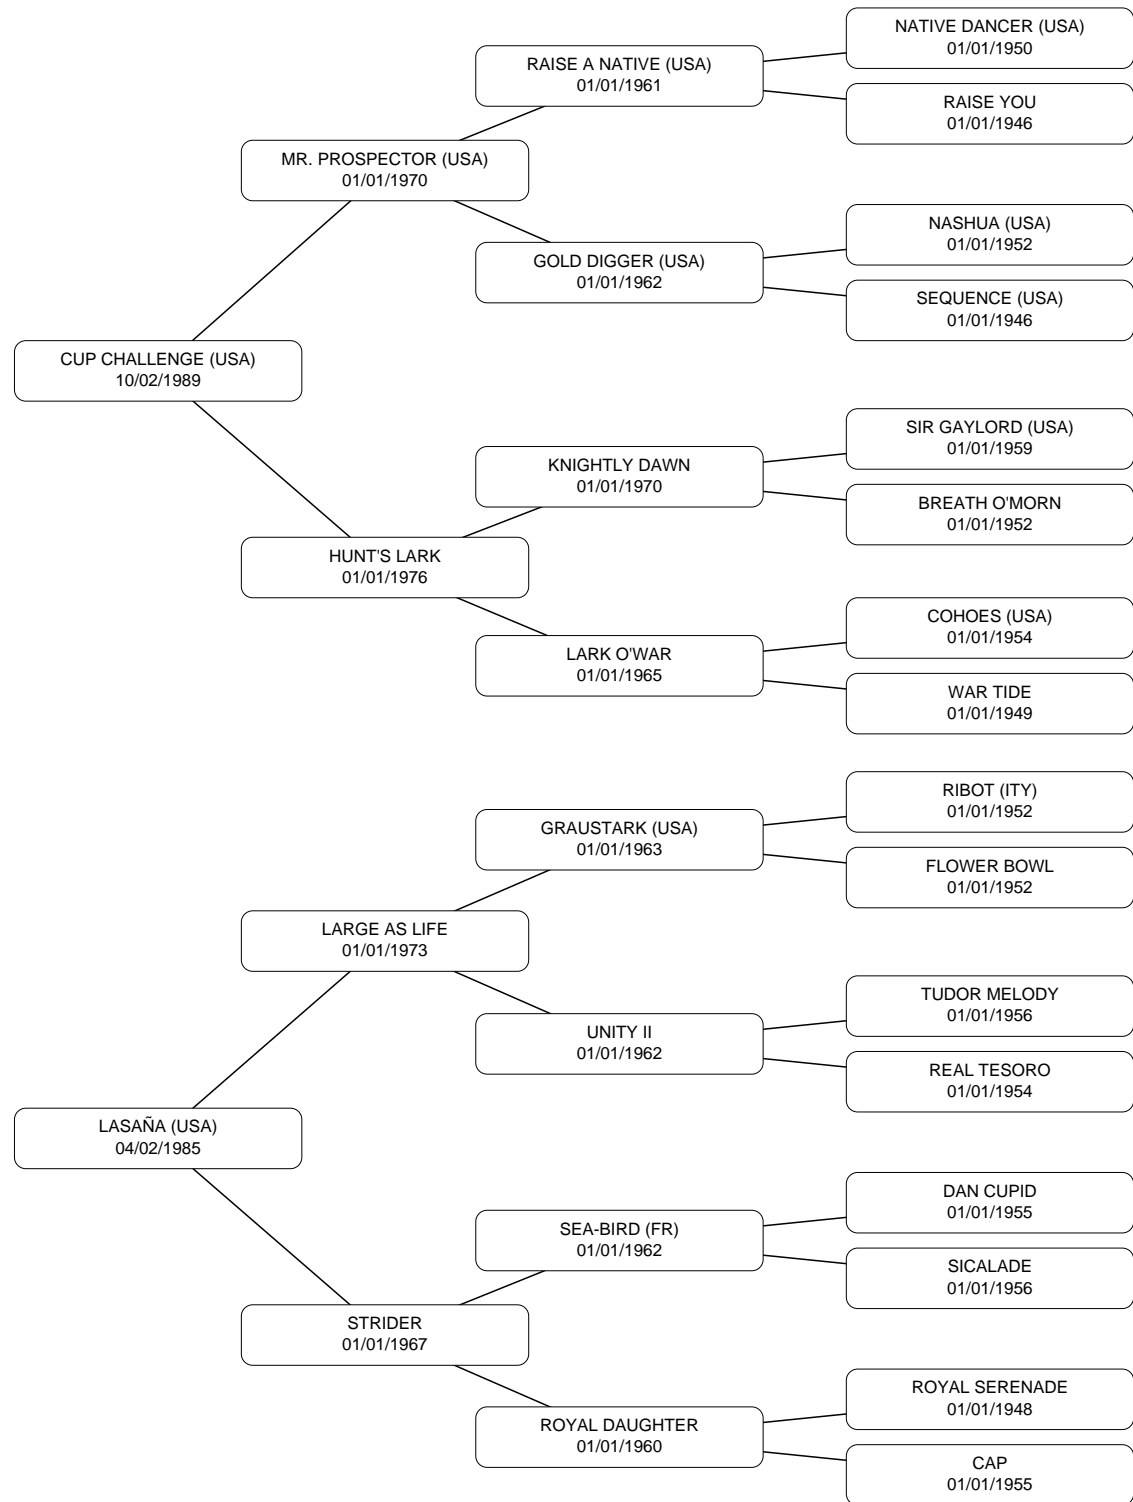 NATIVE DANCER (USA)
01/01/1950
RAISE A NATIVE (USA)
01/01/1961
RAISE YOU
01/01/1946
MR. PROSPECTOR (USA)
01/01/1970
NASHUA (USA)
01/01/1952
GOLD DIGGER (USA)
01/01/1962
SEQUENCE (USA)
01/01/1946
CUP CHALLENGE (USA)
10/02/1989
SIR GAYLORD (USA)
01/01/1959
KNIGHTLY DAWN
01/01/1970
BREATH O'MORN
01/01/1952
HUNT'S LARK
01/01/1976
COHOES (USA)
01/01/1954
LARK O'WAR
01/01/1965
WAR TIDE
01/01/1949
RIBOT (ITY)
01/01/1952
GRAUSTARK (USA)
01/01/1963
FLOWER BOWL
01/01/1952
LARGE AS LIFE
01/01/1973
TUDOR MELODY
01/01/1956
UNITY II
01/01/1962
REAL TESORO
01/01/1954
LASAÑA (USA)
04/02/1985
DAN CUPID
01/01/1955
SEA-BIRD (FR)
01/01/1962
SICALADE
01/01/1956
STRIDER
01/01/1967
ROYAL SERENADE
01/01/1948
ROYAL DAUGHTER
01/01/1960
CAP
01/01/1955